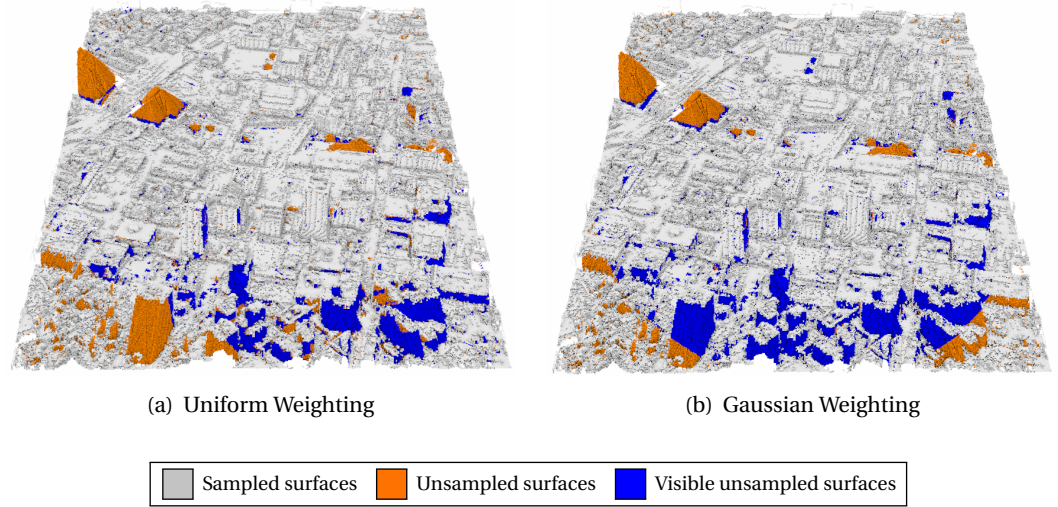 (a) Uniform Weighting
(b) Gaussian Weighting
Sampled surfaces
Unsampled surfaces
Visible unsampled surfaces